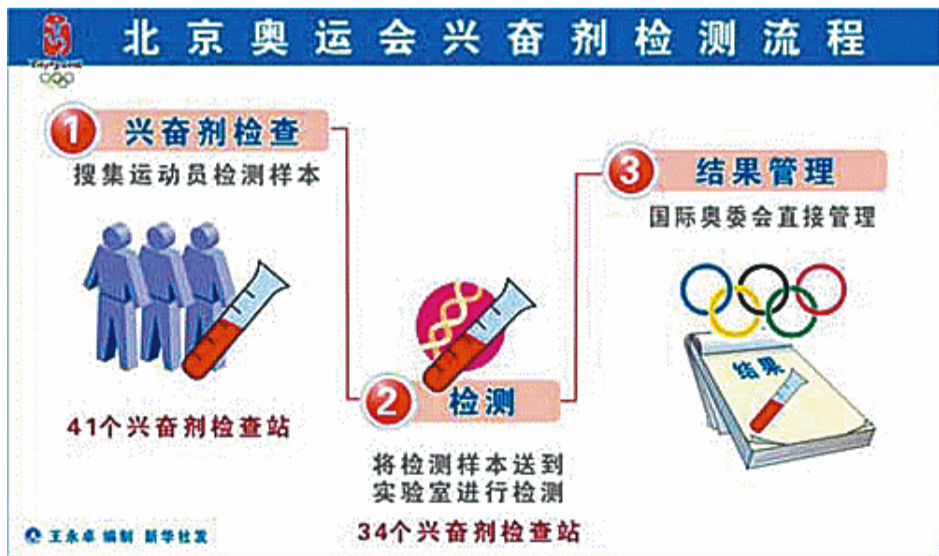 北京奥运会兴奋剂检测流程
1 兴奋剂检查
搜集运动员检测样本
41个兴奋剂检查站
2 检测
将检测样本送到
实验室进行检测
34个兴奋剂检查站
3 结果管理
国际奥委会直接管理
结果
王永卓 编制 新华社发